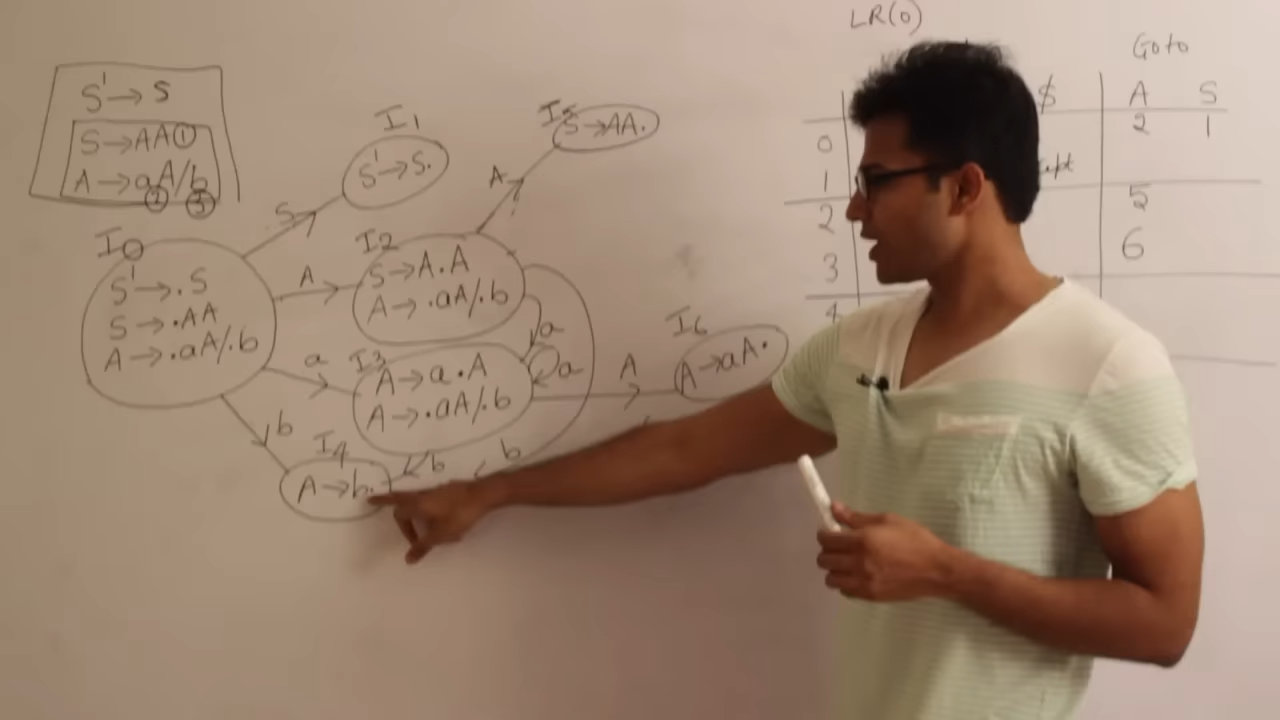 S' → S
S → AA ①
A → aA/b
② ③
I0
S' → .S
S → .AA
A → .aA/.b
S
A
a
b
I1
S' → S.
I2
S → A.A
A → .aA/.b
A
I5
S → AA.
a
I3
A → a.A
A → .aA/.b
a
b
b
I4
A → b.
A
I6
A → aA.
LR(0)
Goto
$ A S
0 2 1
1
2 5
3 6
4